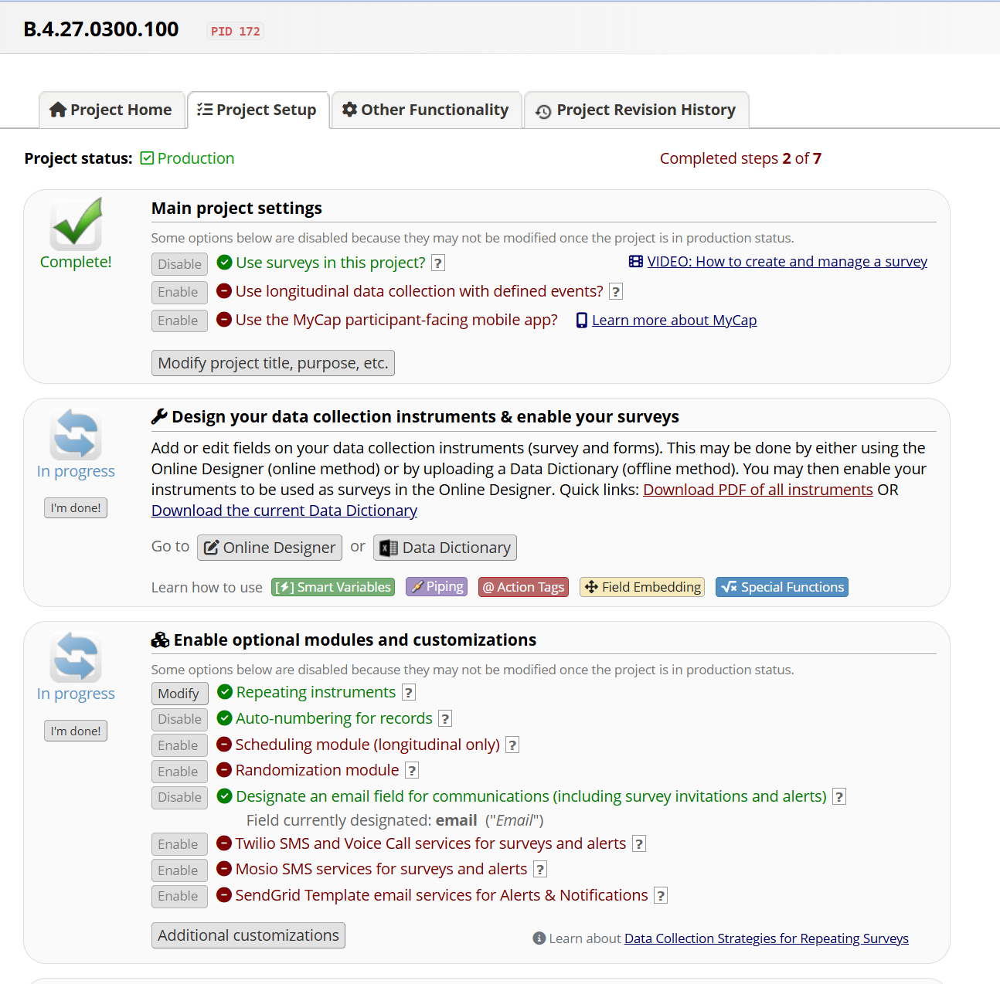 B.4.27.0300.100 PID 172
Project Home Project Setup Other Functionality Project Revision History
Project status: Production Completed steps 2 of 7
Main project settings
Complete!
Some options below are disabled because they may not be modified once the project is in production status.
Disable Use surveys in this project? ? VIDEO: How to create and manage a survey
Enable Use longitudinal data collection with defined events? ?
Enable Use the MyCap participant-facing mobile app? Learn more about MyCap
Modify project title, purpose, etc.
Design your data collection instruments & enable your surveys
In progress
I'm done!
Add or edit fields on your data collection instruments (survey and forms). This may be done by either using the
Online Designer (online method) or by uploading a Data Dictionary (offline method). You may then enable your
instruments to be used as surveys in the Online Designer. Quick links: Download PDF of all instruments OR
Download the current Data Dictionary
Go to Online Designer or Data Dictionary
Learn how to use [⚡] Smart Variables Piping @ Action Tags Field Embedding √x Special Functions
Enable optional modules and customizations
In progress
I'm done!
Some options below are disabled because they may not be modified once the project is in production status.
Modify Repeating instruments ?
Disable Auto-numbering for records ?
Enable Scheduling module (longitudinal only) ?
Enable Randomization module ?
Disable Designate an email field for communications (including survey invitations and alerts) ?
Field currently designated: email ("Email")
Enable Twilio SMS and Voice Call services for surveys and alerts ?
Enable Mosio SMS services for surveys and alerts ?
Enable SendGrid Template email services for Alerts & Notifications ?
Additional customizations Learn about Data Collection Strategies for Repeating Surveys